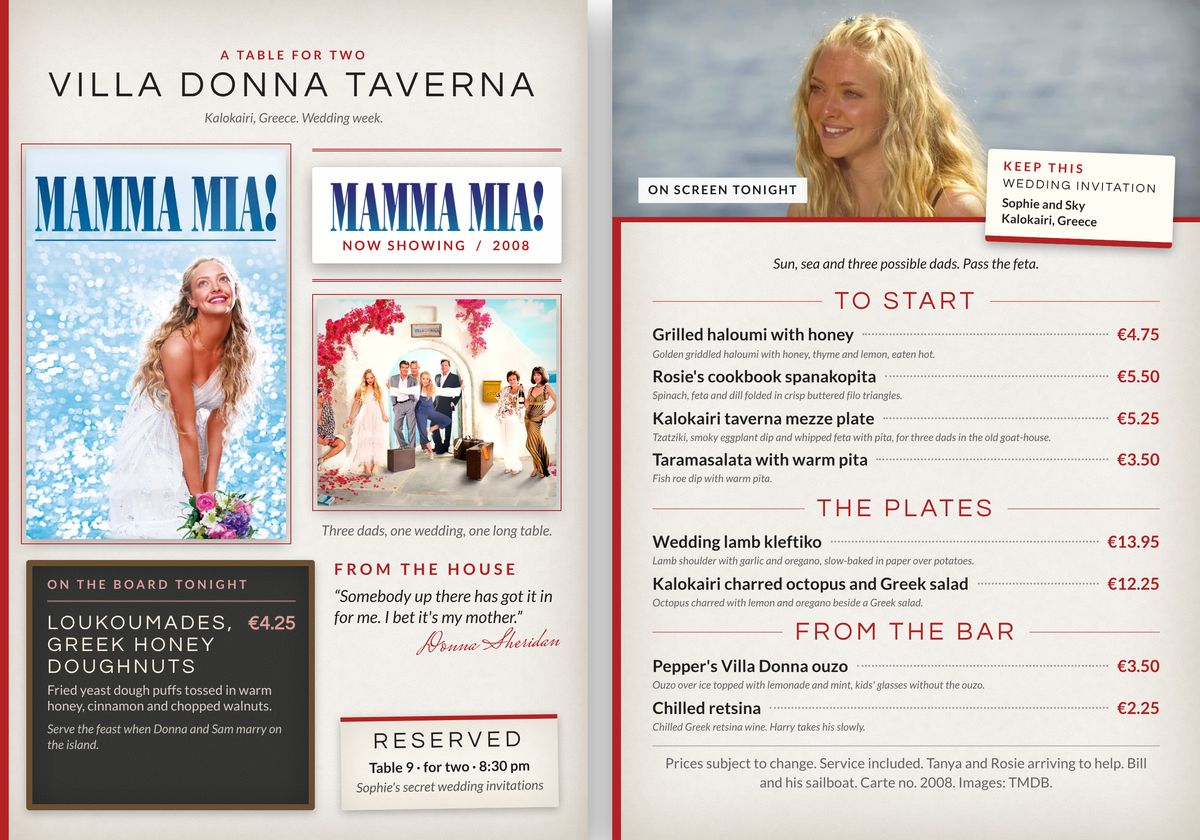 A TABLE FOR TWO
VILLA DONNA TAVERNA
Kalokairi, Greece. Wedding week.
MAMMA MIA!
MAMMA MIA!
NOW SHOWING / 2008
VILLA DONNA
Three dads, one wedding, one long table.
ON THE BOARD TONIGHT
LOUKOUMADES, €4.25
GREEK HONEY
DOUGHNUTS
Fried yeast dough puffs tossed in warm
honey, cinnamon and chopped walnuts.
Serve the feast when Donna and Sam marry on
the island.
FROM THE HOUSE
“Somebody up there has got it in
for me. I bet it's my mother.”
Donna Sheridan
RESERVED
Table 9 · for two · 8:30 pm
Sophie's secret wedding invitations
ON SCREEN TONIGHT
KEEP THIS
WEDDING INVITATION
Sophie and Sky
Kalokairi, Greece
Sun, sea and three possible dads. Pass the feta.
TO START
Grilled haloumi with honey €4.75
Golden griddled haloumi with honey, thyme and lemon, eaten hot.
Rosie's cookbook spanakopita €5.50
Spinach, feta and dill folded in crisp buttered filo triangles.
Kalokairi taverna mezze plate €5.25
Tzatziki, smoky eggplant dip and whipped feta with pita, for three dads in the old goat-house.
Taramasalata with warm pita €3.50
Fish roe dip with warm pita.
THE PLATES
Wedding lamb kleftiko €13.95
Lamb shoulder with garlic and oregano, slow-baked in paper over potatoes.
Kalokairi charred octopus and Greek salad €12.25
Octopus charred with lemon and oregano beside a Greek salad.
FROM THE BAR
Pepper's Villa Donna ouzo €3.50
Ouzo over ice topped with lemonade and mint, kids' glasses without the ouzo.
Chilled retsina €2.25
Chilled Greek retsina wine. Harry takes his slowly.
Prices subject to change. Service included. Tanya and Rosie arriving to help. Bill
and his sailboat. Carte no. 2008. Images: TMDB.